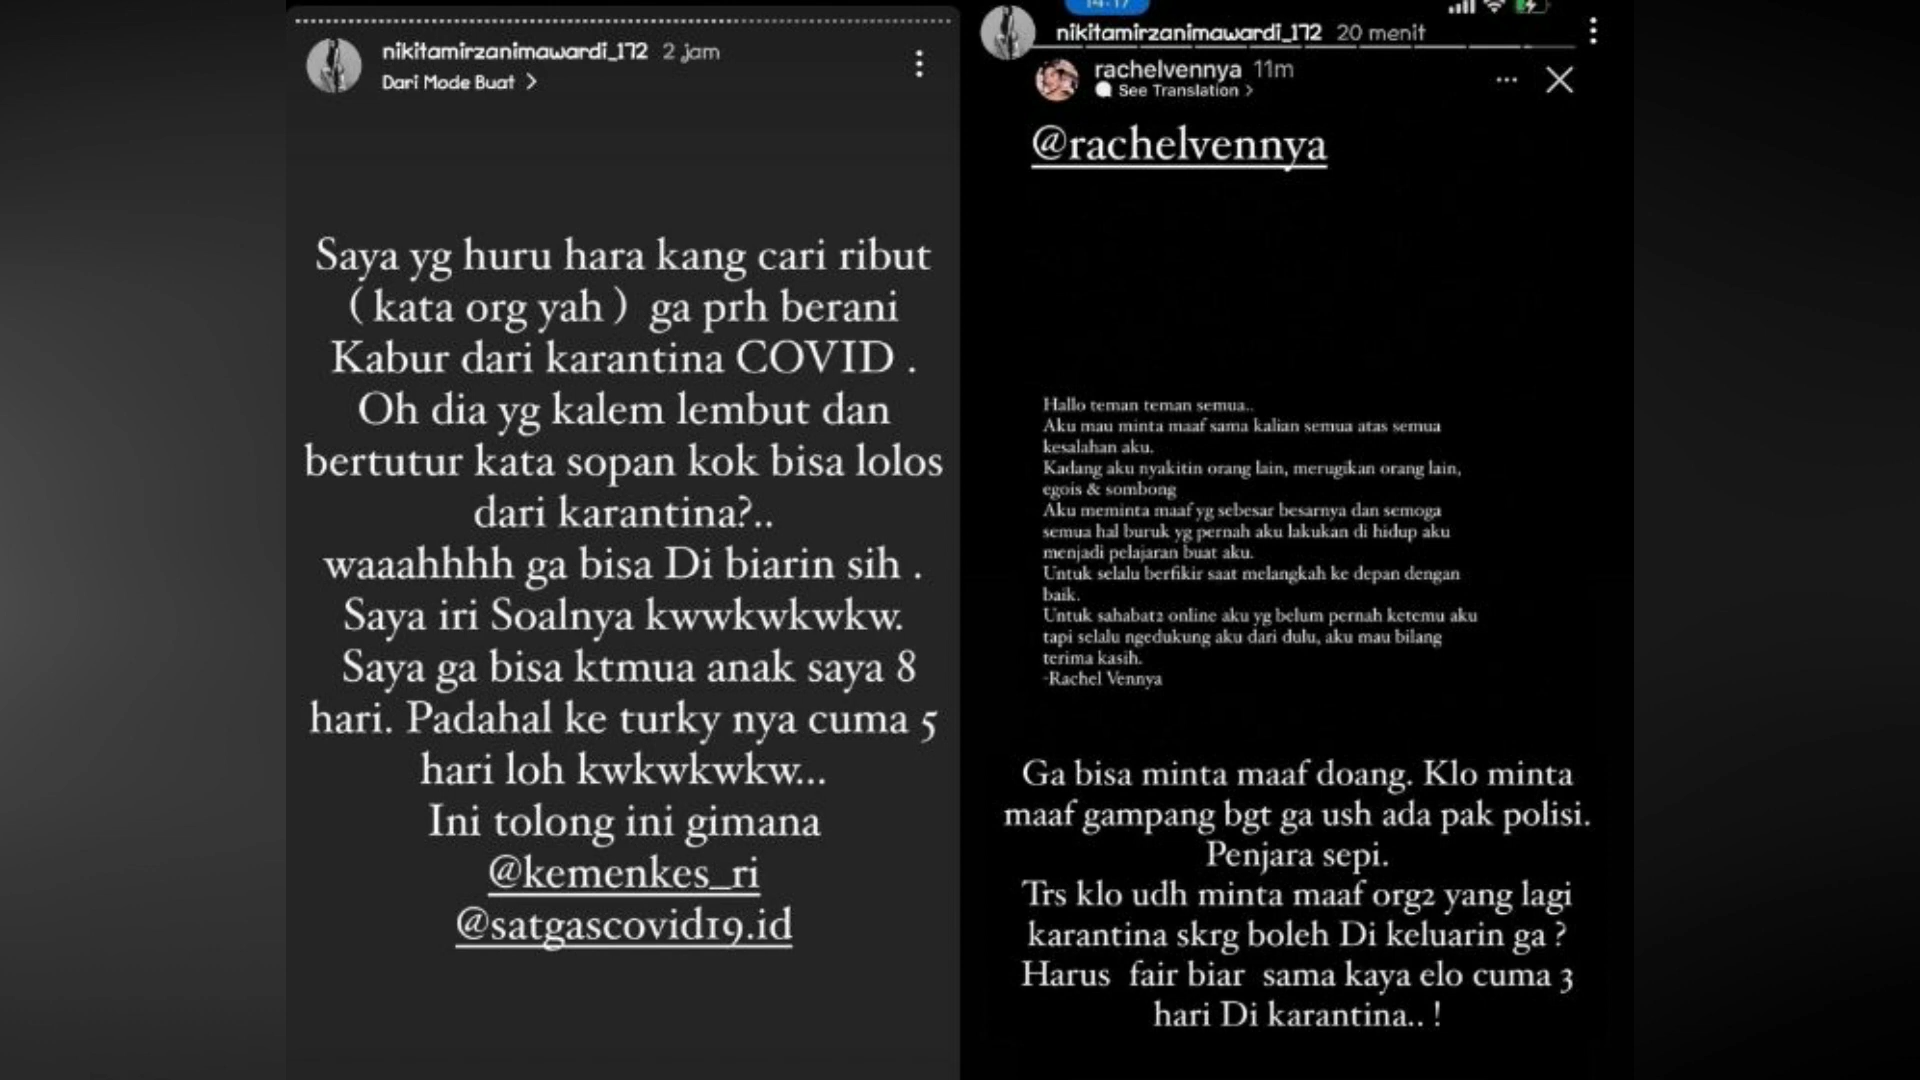 nikitamirzanimawardi_172 2 jam
Dari Mode Buat >
Saya yg huru hara kang cari ribut
( kata org yah ) ga prh berani
Kabur dari karantina COVID .
Oh dia yg kalem lembut dan
bertutur kata sopan kok bisa lolos
dari karantina?..
waaahhhh ga bisa Di biarin sih .
Saya iri Soalnya kwwkwkwkw.
Saya ga bisa ktmua anak saya 8
hari. Padahal ke turky nya cuma 5
hari loh kwkwkwkw...
Ini tolong ini gimana
@kemenkes_ri
@satgascovid19.id
14:17
nikitamirzanimawardi_172 20 menit
rachelvennya 11m
See Translation >
@rachelvennya
Hallo teman teman semua..
Aku mau minta maaf sama kalian semua atas semua
kesalahan aku.
Kadang aku nyakitin orang lain, merugikan orang lain,
egois & sombong
Aku meminta maaf yg sebesar besarnya dan semoga
semua hal buruk yg pernah aku lakukan di hidup aku
menjadi pelajaran buat aku.
Untuk selalu berfikir saat melangkah ke depan dengan
baik.
Untuk sahabat2 online aku yg belum pernah ketemu aku
tapi selalu ngedukung aku dari dulu, aku mau bilang
terima kasih.
-Rachel Vennya
Ga bisa minta maaf doang. Klo minta
maaf gampang bgt ga ush ada pak polisi.
Penjara sepi.
Trs klo udh minta maaf org2 yang lagi
karantina skrg boleh Di keluarin ga ?
Harus fair biar sama kaya elo cuma 3
hari Di karantina.. !